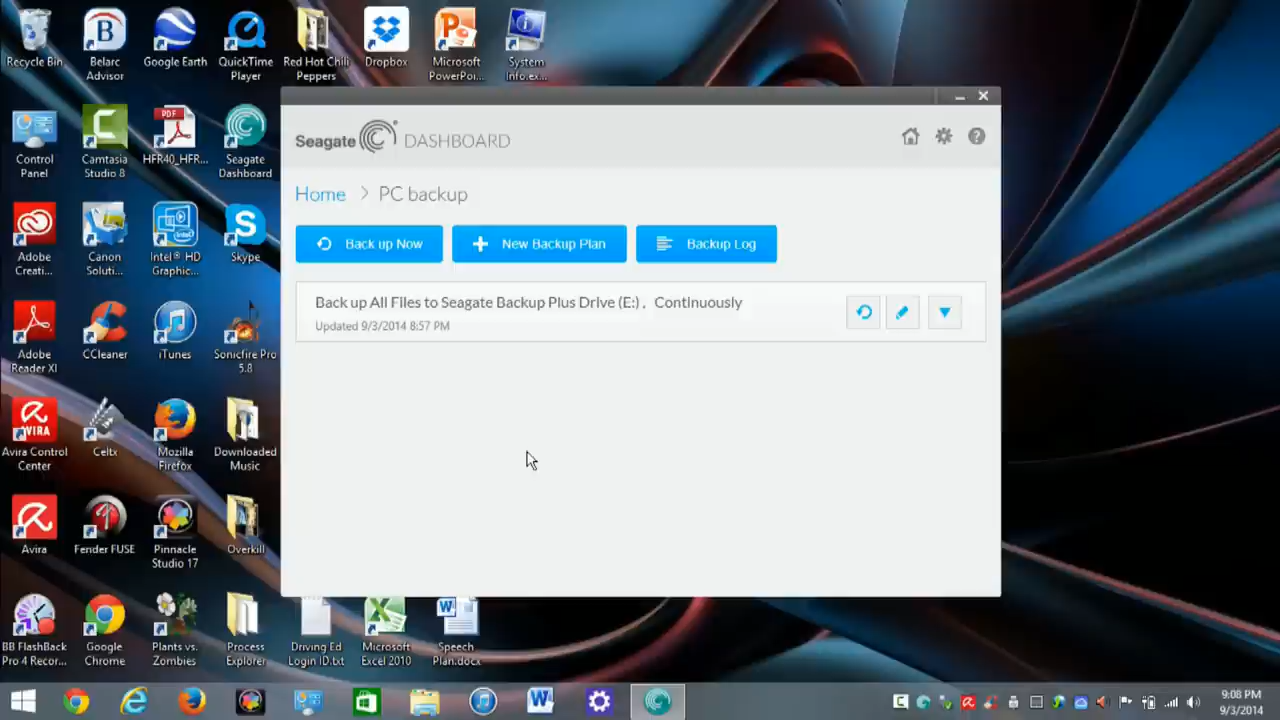 Recycle Bin
Belarc Advisor
Google Earth
QuickTime Player
Red Hot Chili Peppers
Dropbox
Microsoft PowerPoi...
System Info.ex...
Control Panel
Camtasia Studio 8
PDF
HFR40_HFR...
Seagate Dashboard
Seagate DASHBOARD
Home > PC backup
Back up Now
New Backup Plan
Backup Log
Back up All Files to Seagate Backup Plus Drive (E:) , Continuously
Updated 9/3/2014 8:57 PM
Adobe Creati...
Canon Soluti...
Intel® HD Graphic...
Skype
Adobe Reader XI
CCleaner
iTunes
Sonicfire Pro 5.8
Avira Control Center
Celtx
Mozilla Firefox
Downloaded Music
Avira
Fender FUSE
Pinnacle Studio 17
Overkill
BB FlashBack Pro 4 Recor...
Google Chrome
Plants vs. Zombies
Process Explorer
Driving Ed Login ID.txt
Microsoft Excel 2010
Speech Plan.docx
9:08 PM
9/3/2014